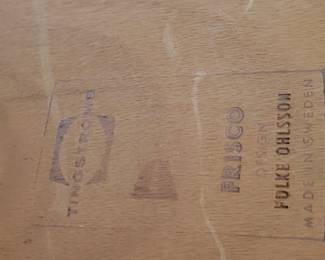 TINGSTRÖMS
FRISCO
DESIGN
FOLKE OHLSSON
MADE IN SWEDEN